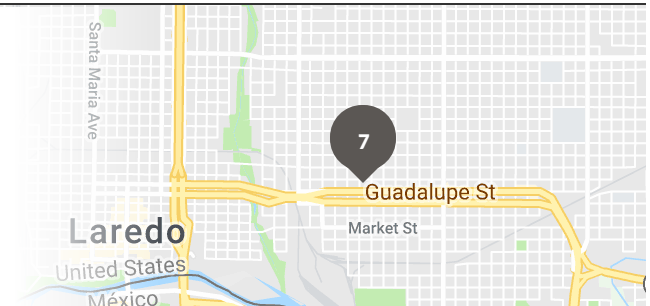 Santa Maria Ave
7
Guadalupe St
Market St
Laredo
United States
México